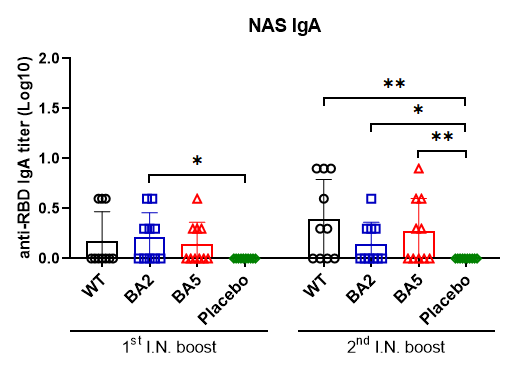 NAS IgA
anti-RBD IgA titer (Log10)
2.0
1.5
1.0
0.5
0.0
*
**
*
**
WT
BA2
BA5
Placebo
WT
BA2
BA5
Placebo
1st I.N. boost
2nd I.N. boost